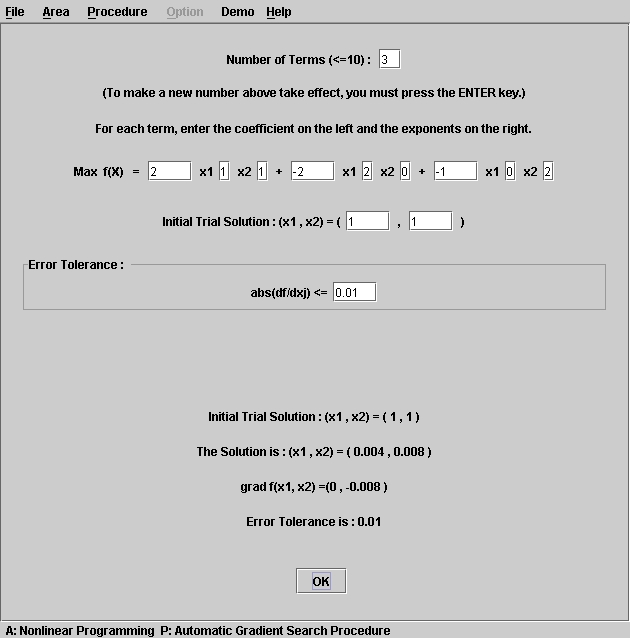 File Area Procedure Option Demo Help
Number of Terms (<=10) : 3
(To make a new number above take effect, you must press the ENTER key.)
For each term, enter the coefficient on the left and the exponents on the right.
Max f(X) = 2 x1 1 x2 1 + -2 x1 2 x2 0 + -1 x1 0 x2 2
Initial Trial Solution : (x1 , x2) = ( 1 , 1 )
Error Tolerance :
abs(df/dxj) <= 0.01
Initial Trial Solution : (x1 , x2) = ( 1 , 1 )
The Solution is : (x1 , x2) = ( 0.004 , 0.008 )
grad f(x1, x2) =(0 , -0.008 )
Error Tolerance is : 0.01
OK
A: Nonlinear Programming P: Automatic Gradient Search Procedure